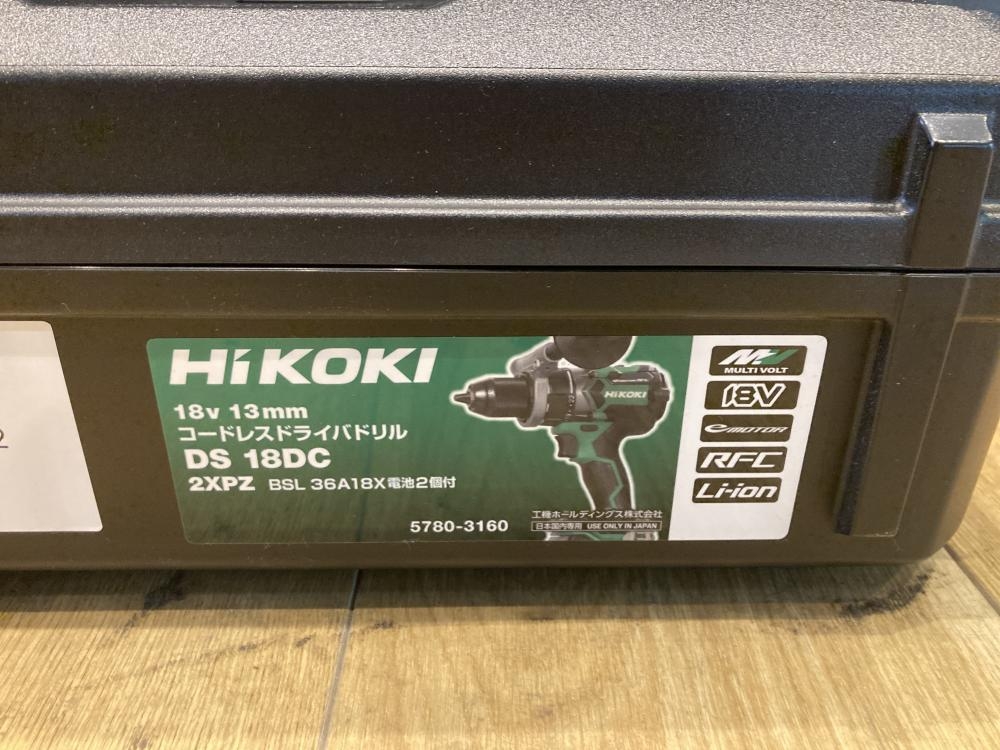 HiKOKI
18v 13mm
コードレスドライバドリル
DS 18DC
2XPZ BSL 36A18X電池2個付
5780-3160
HiKOKI
工機ホールディングス株式会社
日本国内専用 USE ONLY IN JAPAN
MV
MULTI VOLT
18V
e MOTOR
RFC
Li-ion